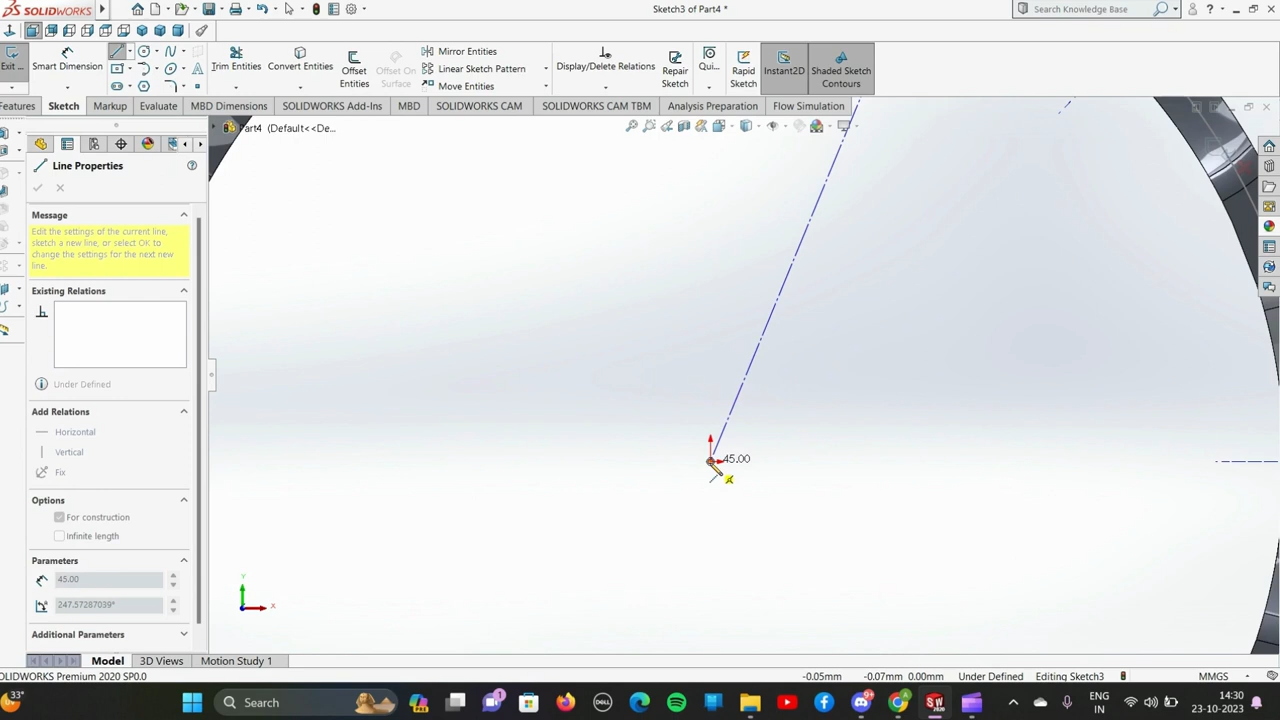 SOLIDWORKS
Sketch3 of Part4 *
Search Knowledge Base
Exit ...
Smart Dimension
Trim Entities
Convert Entities
Offset Entities
Offset On Surface
Mirror Entities
Linear Sketch Pattern
Move Entities
Display/Delete Relations
Repair Sketch
Qui...
Rapid Sketch
Instant2D
Shaded Sketch Contours
Features
Sketch
Markup
Evaluate
MBD Dimensions
SOLIDWORKS Add-Ins
MBD
SOLIDWORKS CAM
SOLIDWORKS CAM TBM
Analysis Preparation
Flow Simulation
Part4 (Default<<De...
Line Properties
Message
Edit the settings of the current line,
sketch a new line, or select OK to
change the settings for the next new
line.
Existing Relations
Under Defined
Add Relations
Horizontal
Vertical
Fix
Options
For construction
Infinite length
Parameters
45.00
247.57287039°
Additional Parameters
45.00
Y
X
Model
3D Views
Motion Study 1
SOLIDWORKS Premium 2020 SP0.0
-0.05mm
-0.07mm 0.00mm
Under Defined
Editing Sketch3
MMGS
33°
Search
ENG
IN
14:30
23-10-2023